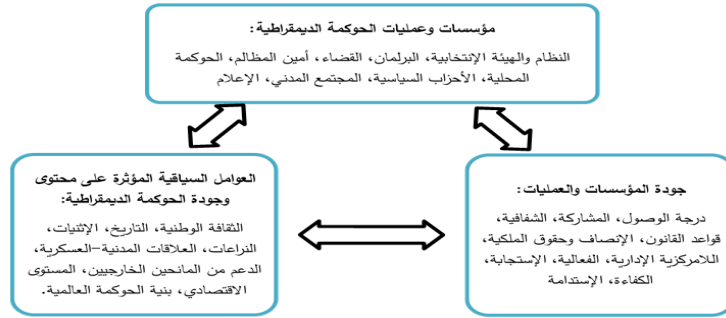 مؤسسات وعمليات الحوكمة الديمقراطية:
النظام والهيئة الإنتخابية، البرلمان، القضاء، أمين المظالم، الحوكمة
المحلية، الأحزاب السياسية، المجتمع المدني، الإعلام
جودة المؤسسات والعمليات:
درجة الوصول، المشاركة، الشفافية،
قواعد القانون، الإنصاف وحقوق الملكية،
اللامركزية الإدارية، الفعالية، الإستجابة،
الكفاءة، الإستدامة
العوامل السياقية المؤثرة على محتوى
وجودة الحوكمة الديمقراطية:
الثقافة الوطنية، التاريخ، الإثنيات،
النزاعات، العلاقات المدنية–العسكرية،
الدعم من المانحين الخارجيين، المستوى
الاقتصادي، بنية الحوكمة العالمية.